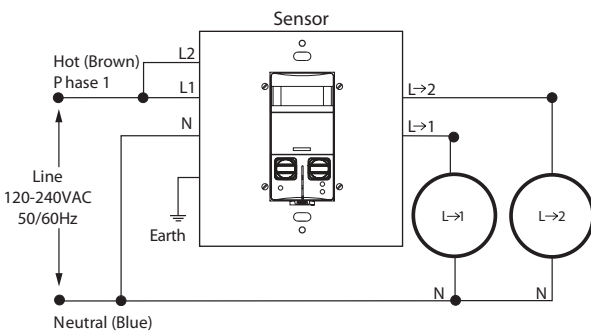 Sensor
Hot (Brown)
P hase 1
L2
L1
N
L→2
L→1
Line
120-240VAC
50/60Hz
Earth
L→1
L→2
N
N
Neutral (Blue)